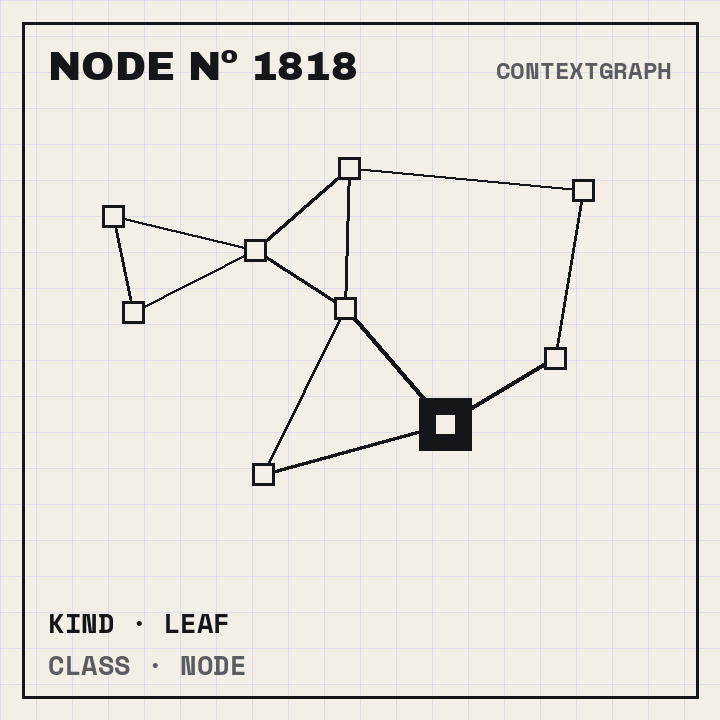 NODE Nº 1818
CONTEXTGRAPH
KIND · LEAF
CLASS · NODE